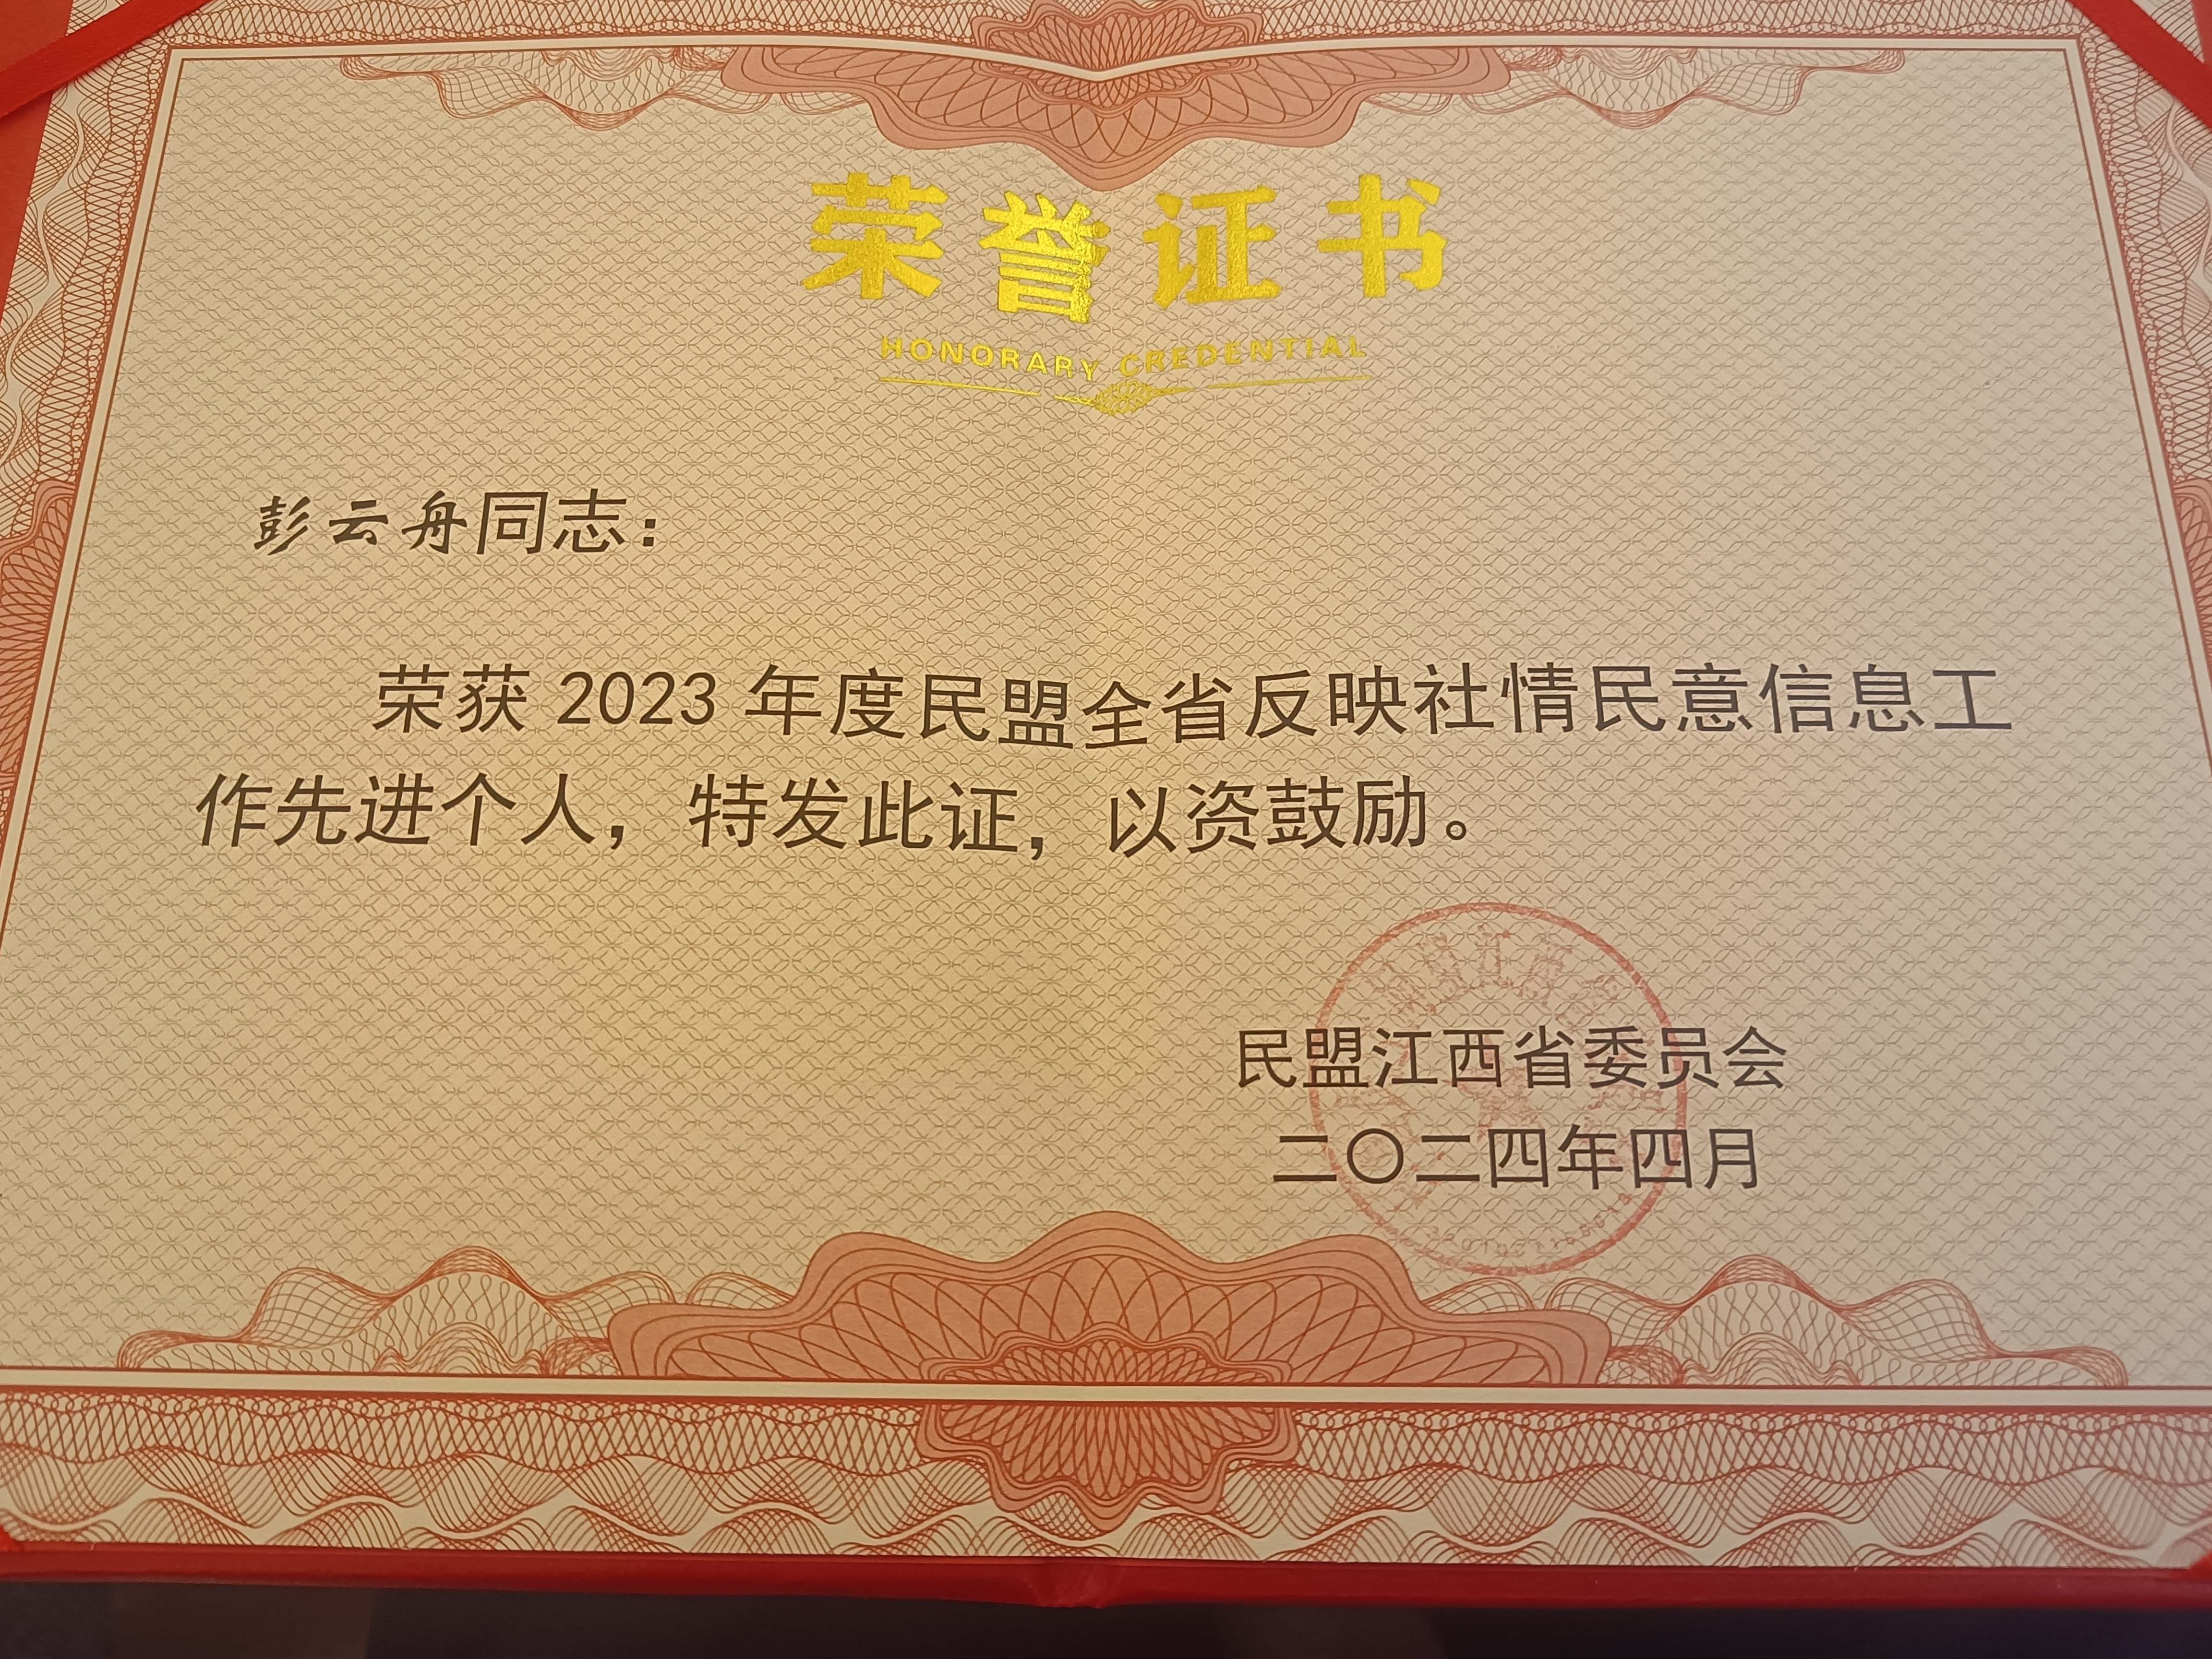 荣誉证书
HONORARY CREDENTIAL
彭云舟同志：
荣获 2023 年度民盟全省反映社情民意信息工
作先进个人，特发此证，以资鼓励。
民盟江西省委员会
二〇二四年四月